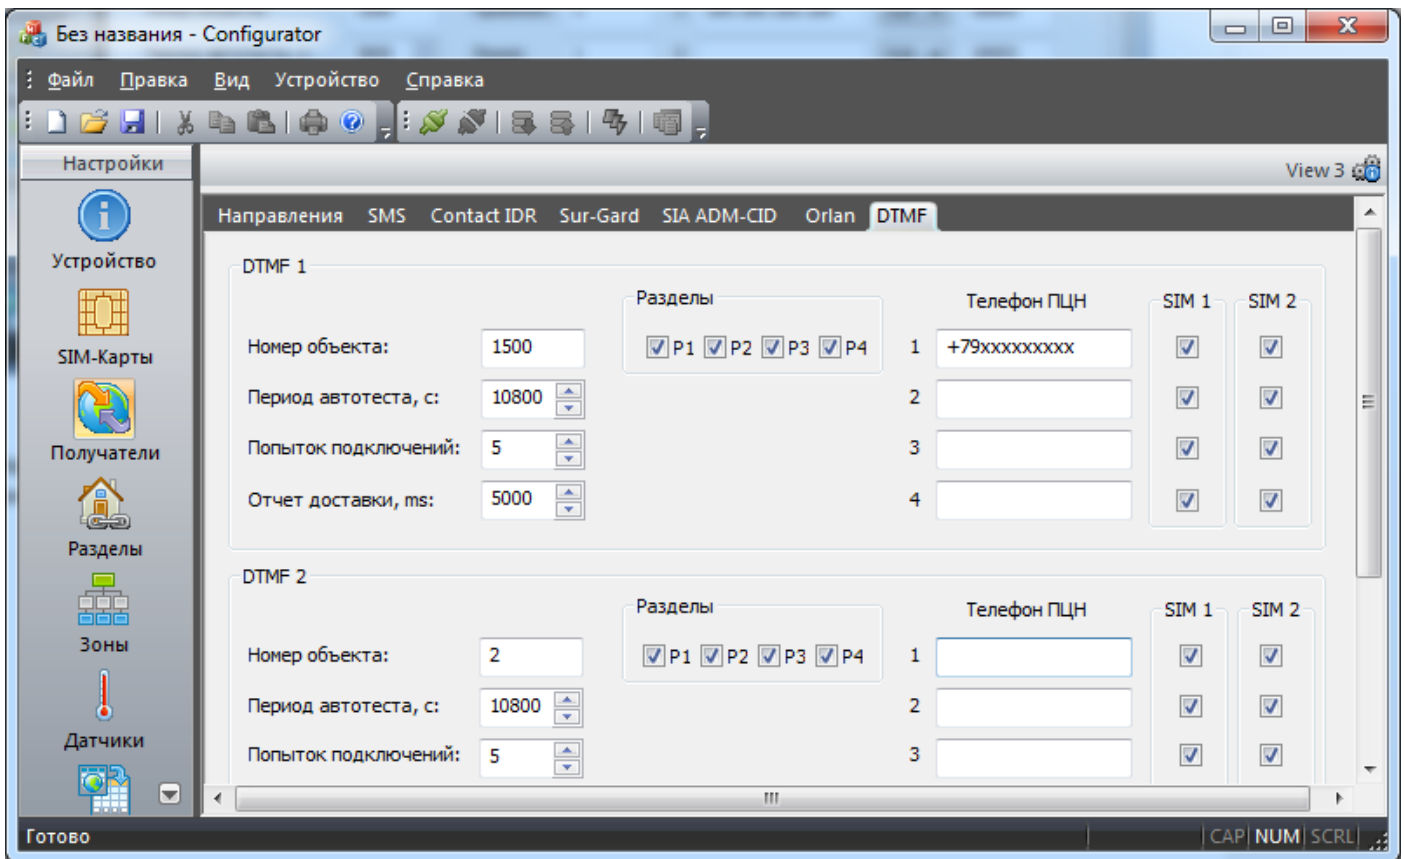 Без названия - Configurator
Файл Правка Вид Устройство Справка
Настройки
View 3
Устройство
SIM-Карты
Получатели
Разделы
Зоны
Датчики
Направления SMS Contact IDR Sur-Gard SIA ADM-CID Orlan DTMF
DTMF 1
Разделы Телефон ПЦН SIM 1 SIM 2
Номер объекта: 1500 P1 P2 P3 P4 1 +79xxxxxxxxx
Период автотеста, с: 10800 2
Попыток подключений: 5 3
Отчет доставки, ms: 5000 4
DTMF 2
Разделы Телефон ПЦН SIM 1 SIM 2
Номер объекта: 2 P1 P2 P3 P4 1
Период автотеста, с: 10800 2
Попыток подключений: 5 3
Готово CAP NUM SCRL